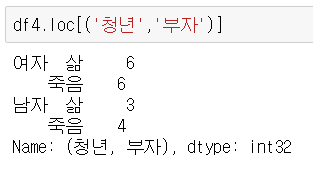 df4.loc[('청년','부자')]
여자 삶 6
죽음 6
남자 삶 3
죽음 4
Name: (청년, 부자), dtype: int32